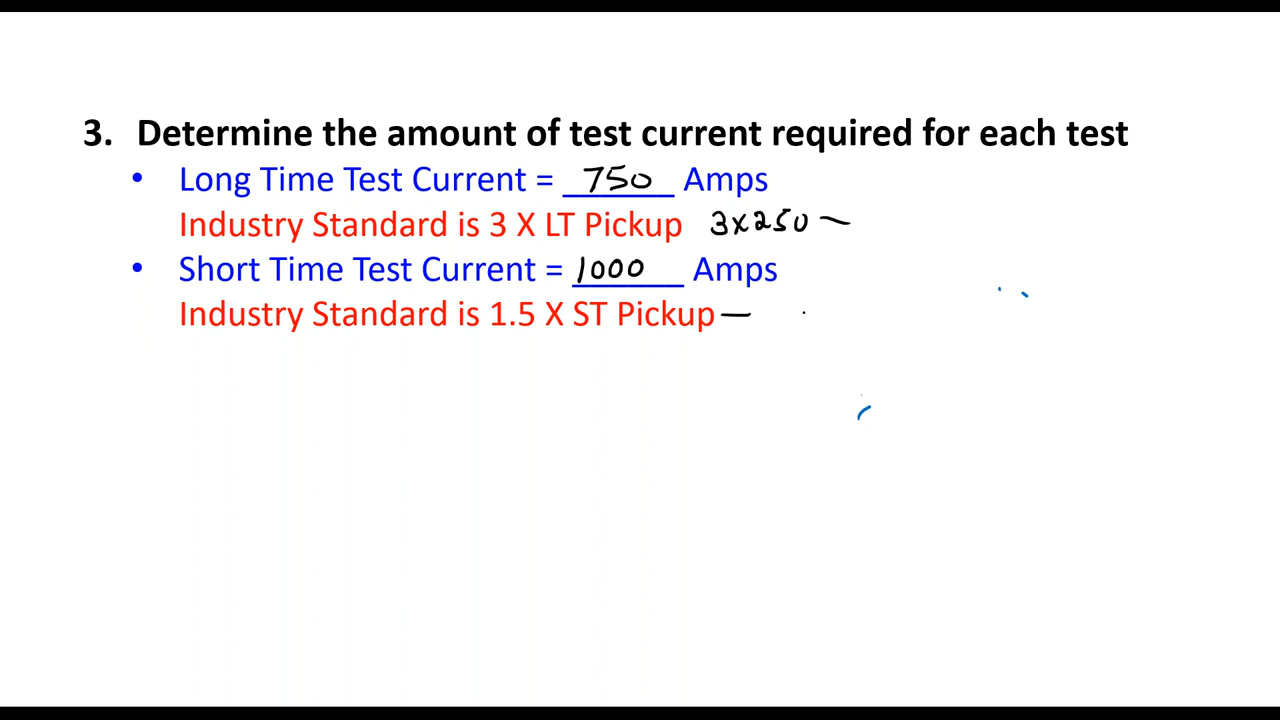 3. Determine the amount of test current required for each test
• Long Time Test Current = 750 Amps
Industry Standard is 3 X LT Pickup 3x250 —
• Short Time Test Current = 1000 Amps
Industry Standard is 1.5 X ST Pickup —